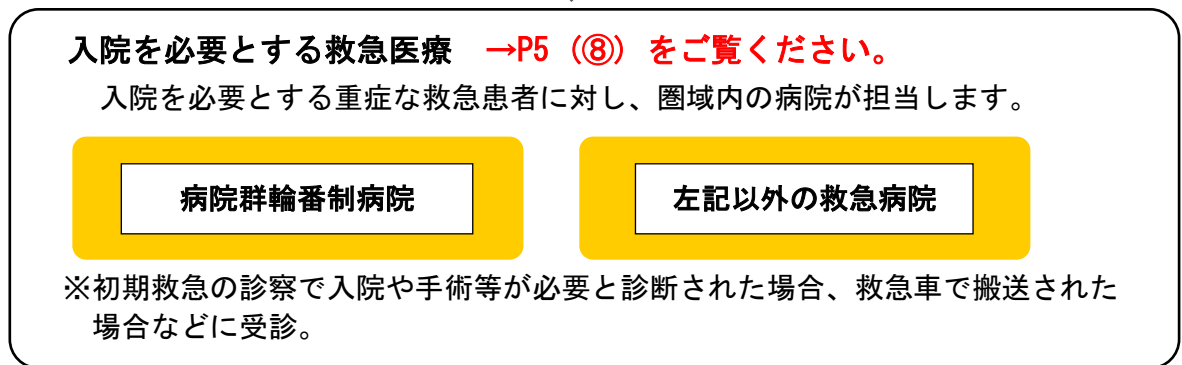 入院を必要とする救急医療 →P5（⑧）をご覧ください。
入院を必要とする重症な救急患者に対し、圏域内の病院が担当します。
病院群輪番制病院
左記以外の救急病院
※初期救急の診察で入院や手術等が必要と診断された場合、救急車で搬送された
場合などに受診。